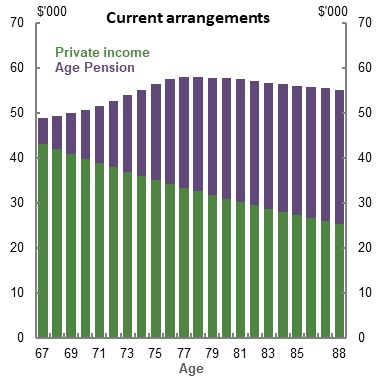 Current arrangements
$'000 $'000
Private income
Age Pension
70 70
60 60
50 50
40 40
30 30
20 20
10 10
0 0
67 69 71 73 75 77 79 81 83 85 88
Age